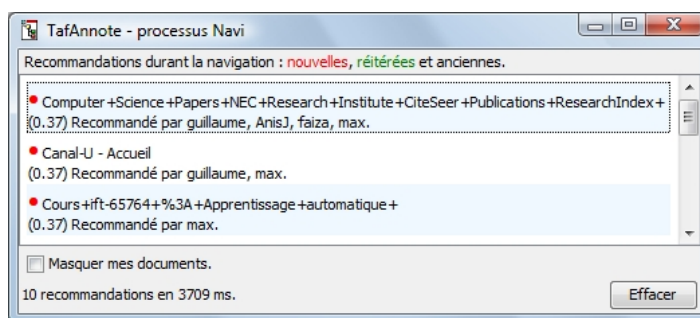 TafAnnote - processus Navi
Recommandations durant la navigation : nouvelles, réitérées et anciennes.
Computer+Science+Papers+NEC+Research+Institute+CiteSeer+Publications+ResearchIndex+
(0.37) Recommandé par guillaume, AnisJ, faiza, max.
Canal-U - Accueil
(0.37) Recommandé par guillaume, max.
Cours+ift-65764+%3A+Apprentissage+automatique+
(0.37) Recommandé par max.
Masquer mes documents.
10 recommandations en 3709 ms.
Effacer